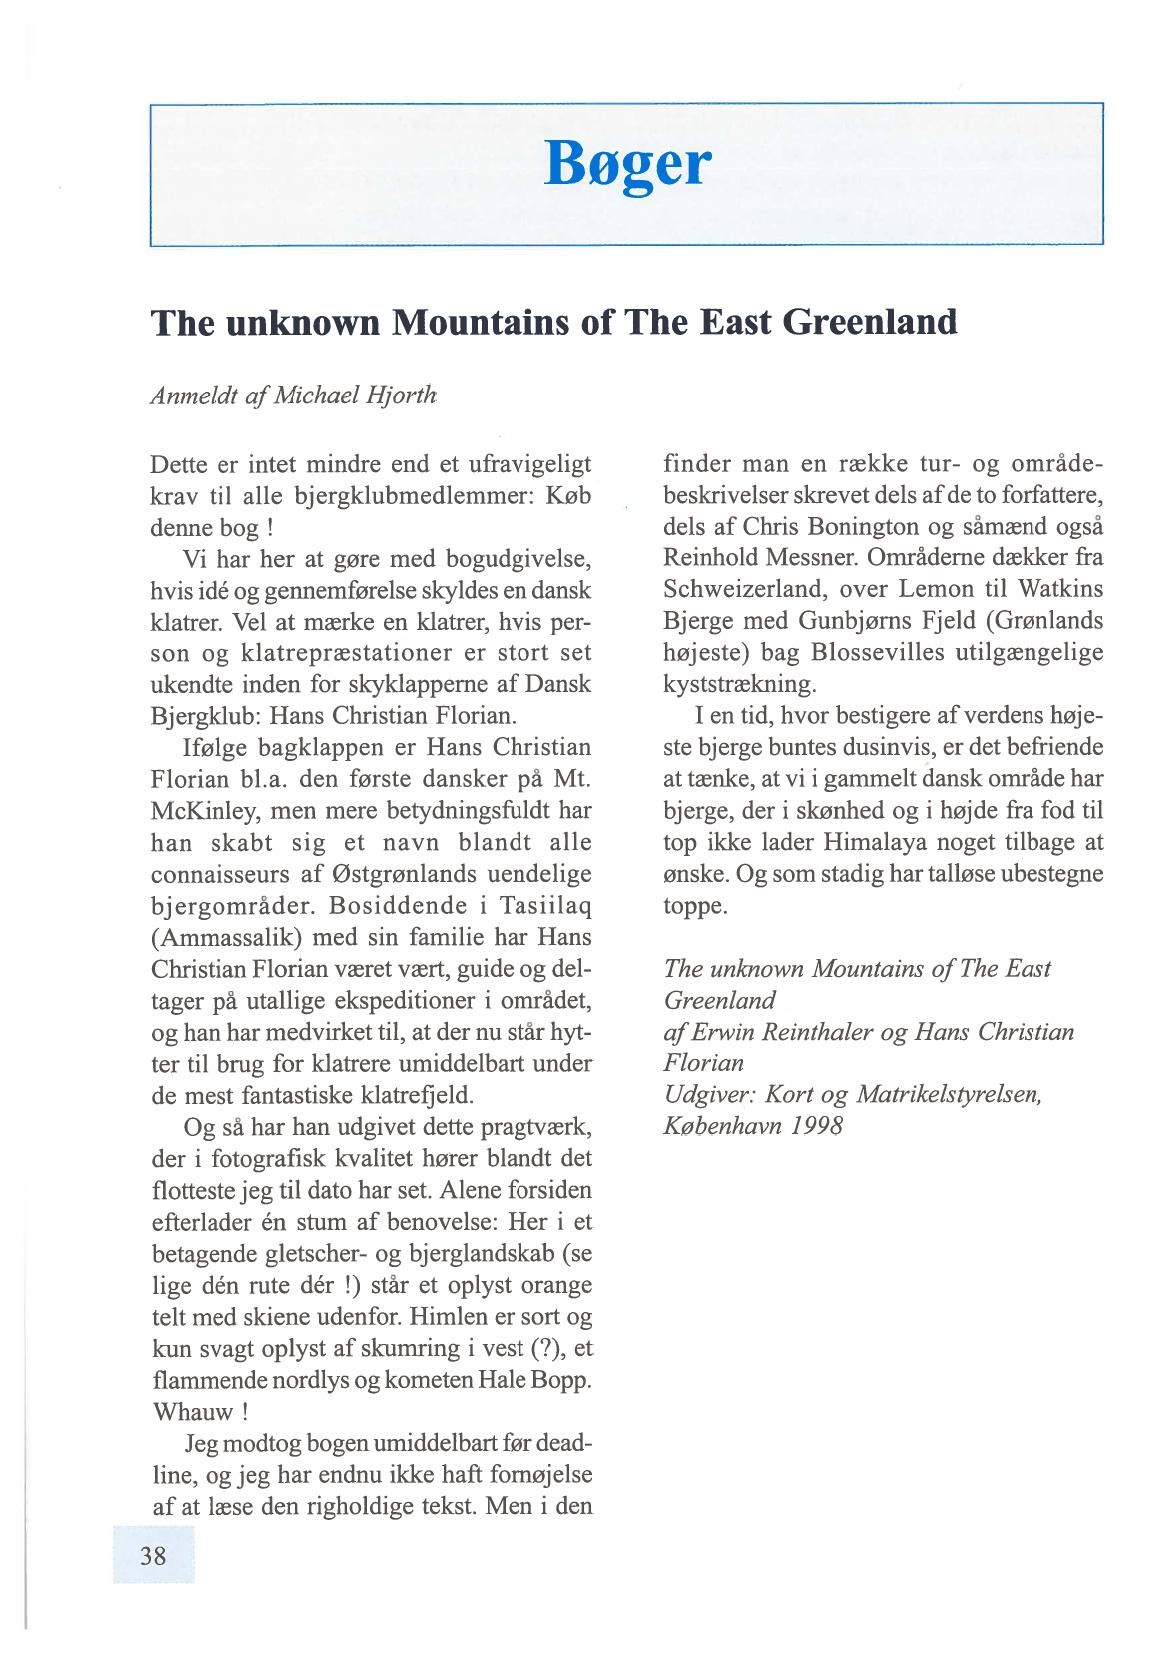 Bøger
The unknown Mountains of The East Greenland
Anmeldt af Michael Hjorth
Dette er intet mindre end et ufravigeligt
krav til alle bjergklubmedlemmer: Køb
denne bog !
Vi har her at gøre med bogudgivelse,
hvis idé og gennemførelse skyldes en dansk
klatrer. Vel at mærke en klatrer, hvis per-
son og klatrepræstationer er stort set
ukendte inden for skyklapperne af Dansk
Bjergklub: Hans Christian Florian.
Ifølge bagklappen er Hans Christian
Florian bl.a. den første dansker på Mt.
McKinley, men mere betydningsfuldt har
han skabt sig et navn blandt alle
connaisseurs af Østgrønlands uendelige
bjergområder. Bosiddende i Tasiilaq
(Ammassalik) med sin familie har Hans
Christian Florian været vært, guide og del-
tager på utallige ekspeditioner i området,
og han har medvirket til, at der nu står hyt-
ter til brug for klatrere umiddelbart under
de mest fantastiske klatrefjeld.
Og så har han udgivet dette pragtværk,
der i fotografisk kvalitet hører blandt det
flotteste jeg til dato har set. Alene forsiden
efterlader én stum af benovelse: Her i et
betagende gletscher- og bjerglandskab (se
lige dén rute dér !) står et oplyst orange
telt med skiene udenfor. Himlen er sort og
kun svagt oplyst af skumring i vest (?), et
flammende nordlys og kometen Hale Bopp.
Whauw !
Jeg modtog bogen umiddelbart før dead-
line, og jeg har endnu ikke haft fornøjelse
af at læse den righoldige tekst. Men i den
finder man en række tur- og område-
beskrivelser skrevet dels af de to forfattere,
dels af Chris Bonington og såmænd også
Reinhold Messner. Områderne dækker fra
Schweizerland, over Lemon til Watkins
Bjerge med Gunbjørns Fjeld (Grønlands
højeste) bag Blossevilles utilgængelige
kyststrækning.
I en tid, hvor bestigere af verdens høje-
ste bjerge buntes dusinvis, er det befriende
at tænke, at vi i gammelt dansk område har
bjerge, der i skønhed og i højde fra fod til
top ikke lader Himalaya noget tilbage at
ønske. Og som stadig har talløse ubestegne
toppe.
The unknown Mountains of The East
Greenland
af Erwin Reinthaler og Hans Christian
Florian
Udgiver: Kort og Matrikelstyrelsen,
København 1998
38